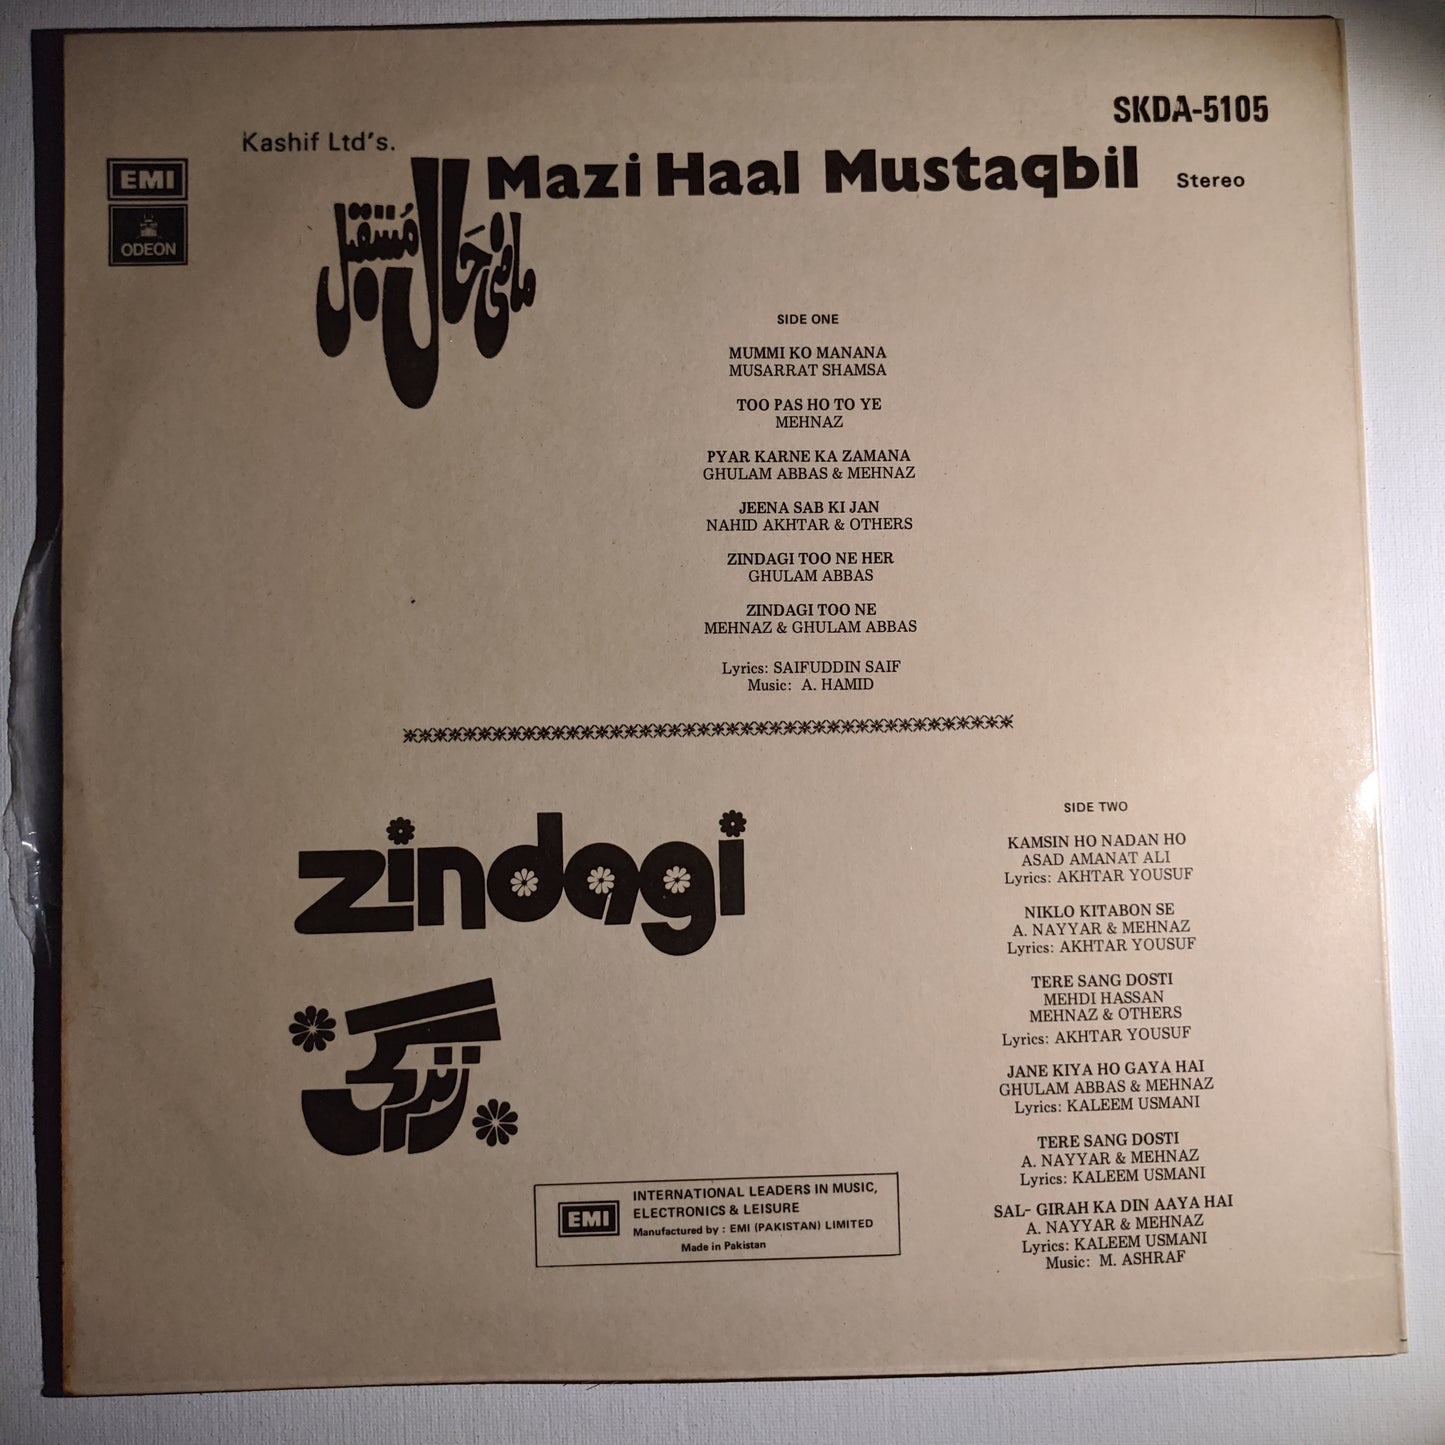 SKDA-5105
Kashif Ltd's.
EMI
ODEON
Mazi Haal Mustaqbil
Stereo
ماضی حَال مُستقبل
SIDE ONE
MUMMI KO MANANA
MUSARRAT SHAMSA
TOO PAS HO TO YE
MEHNAZ
PYAR KARNE KA ZAMANA
GHULAM ABBAS & MEHNAZ
JEENA SAB KI JAN
NAHID AKHTAR & OTHERS
ZINDAGI TOO NE HER
GHULAM ABBAS
ZINDAGI TOO NE
MEHNAZ & GHULAM ABBAS
Lyrics: SAIFUDDIN SAIF
Music: A. HAMID
zindagi
زندگی
SIDE TWO
KAMSIN HO NADAN HO
ASAD AMANAT ALI
Lyrics: AKHTAR YOUSUF
NIKLO KITABON SE
A. NAYYAR & MEHNAZ
Lyrics: AKHTAR YOUSUF
TERE SANG DOSTI
MEHDI HASSAN
MEHNAZ & OTHERS
Lyrics: AKHTAR YOUSUF
JANE KIYA HO GAYA HAI
GHULAM ABBAS & MEHNAZ
Lyrics: KALEEM USMANI
TERE SANG DOSTI
A. NAYYAR & MEHNAZ
Lyrics: KALEEM USMANI
SAL- GIRAH KA DIN AAYA HAI
A. NAYYAR & MEHNAZ
Lyrics: KALEEM USMANI
Music: M. ASHRAF
EMI
INTERNATIONAL LEADERS IN MUSIC,
ELECTRONICS & LEISURE
Manufactured by : EMI (PAKISTAN) LIMITED
Made in Pakistan